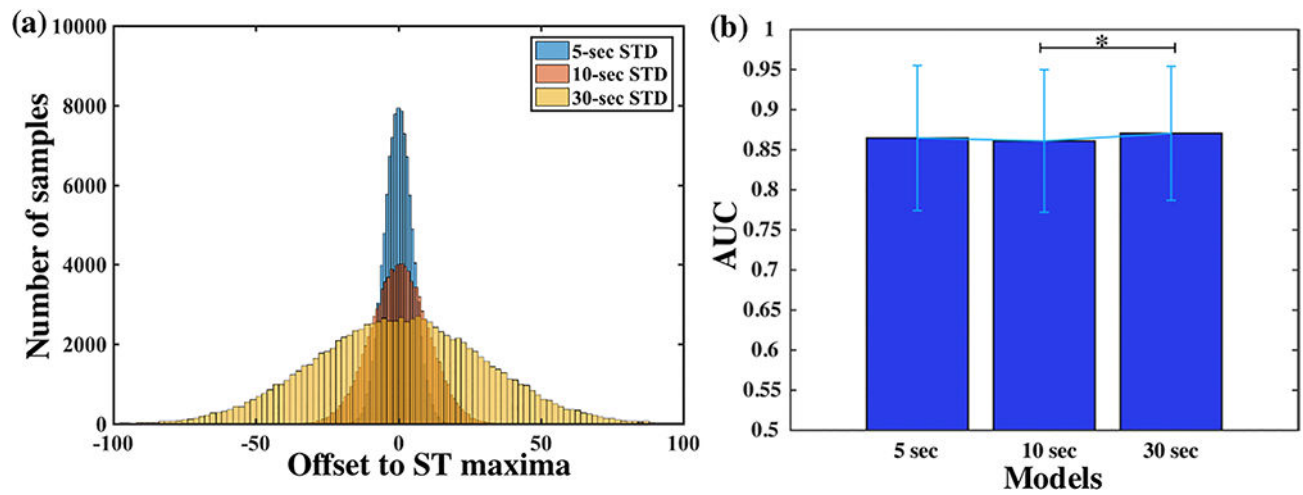 (a)
10000
8000
6000
4000
2000
0
Number of samples
5-sec STD
10-sec STD
30-sec STD
-100
-50
0
50
100
Offset to ST maxima
(b)
1
0.95
0.9
0.85
0.8
0.75
0.7
0.65
0.6
0.55
0.5
AUC
*
5 sec
10 sec
30 sec
Models